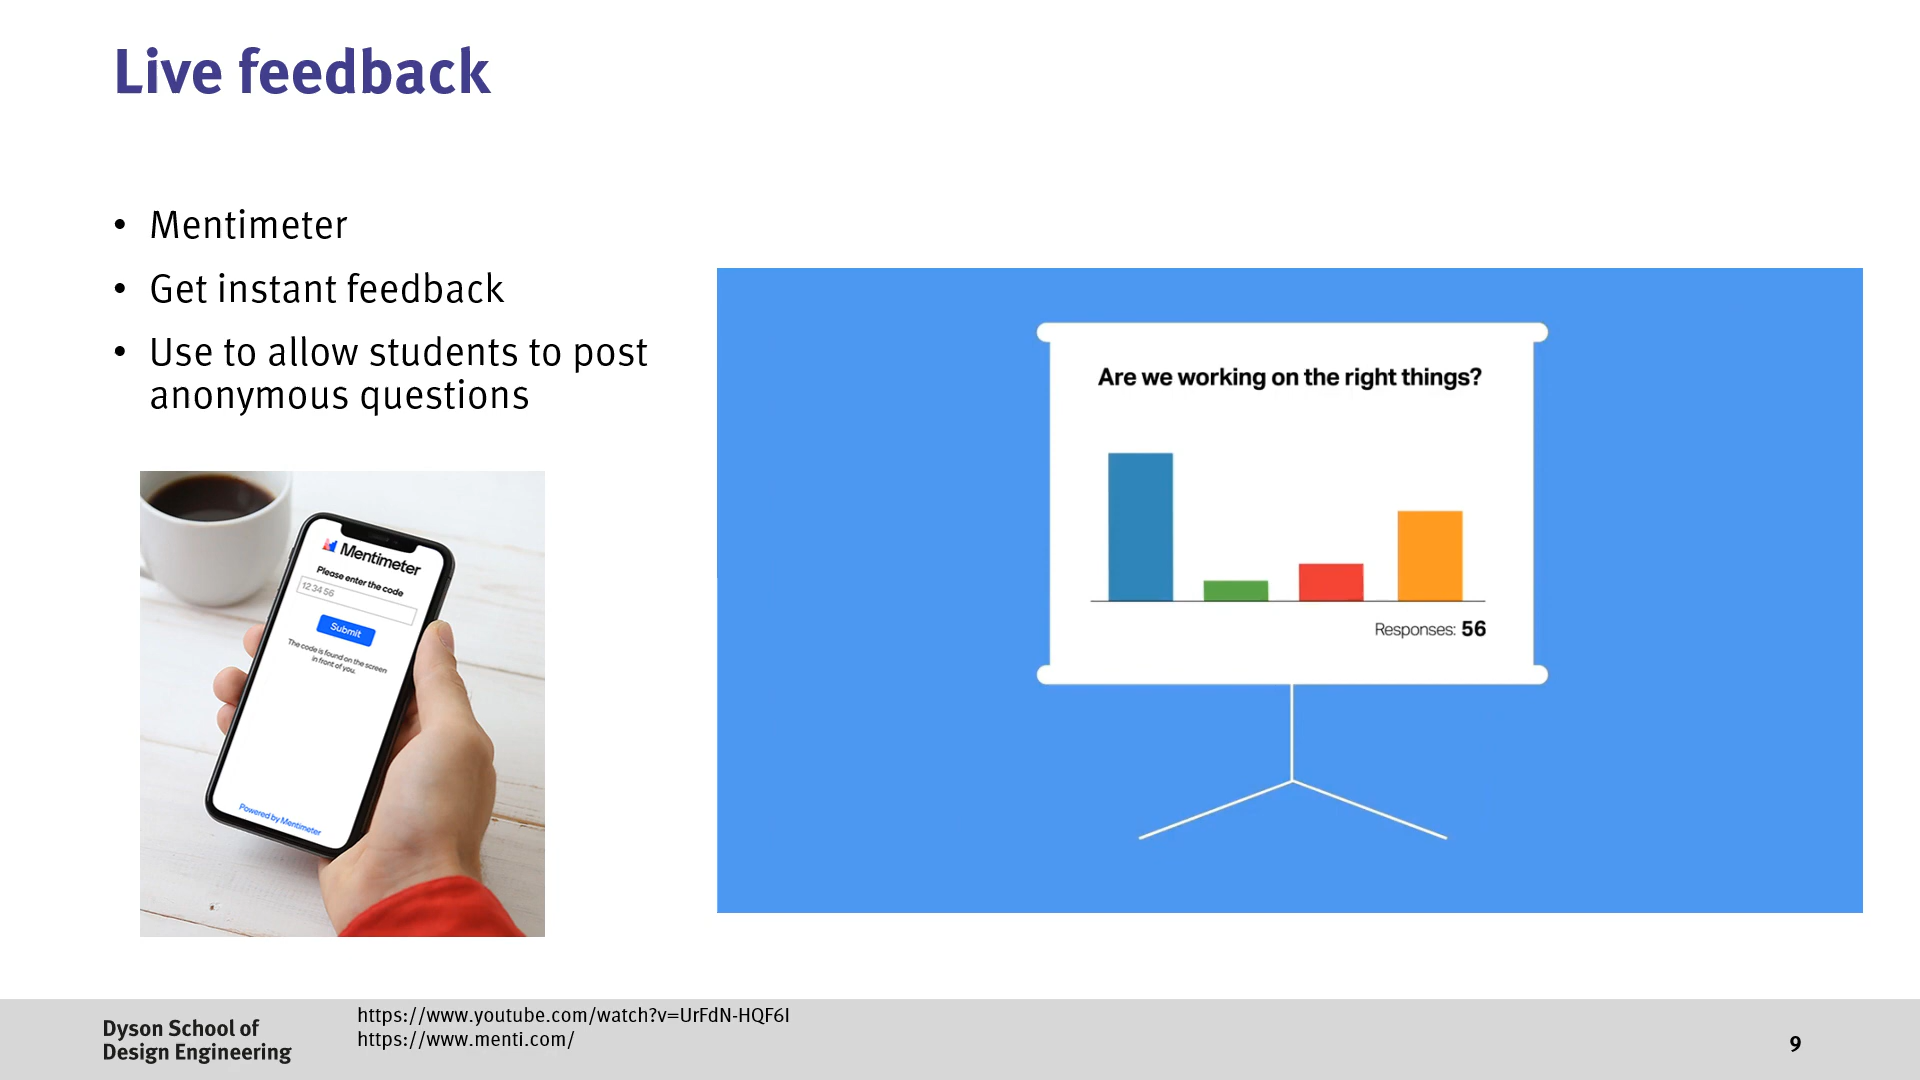 Live feedback
• Mentimeter
• Get instant feedback
• Use to allow students to post
anonymous questions
Mentimeter
Please enter the code
12 34 56
Submit
The code is found on the screen
in front of you.
Powered by Mentimeter
Are we working on the right things?
Responses: 56
Dyson School of
Design Engineering
https://www.youtube.com/watch?v=UrFdN-HQF6I
https://www.menti.com/
9